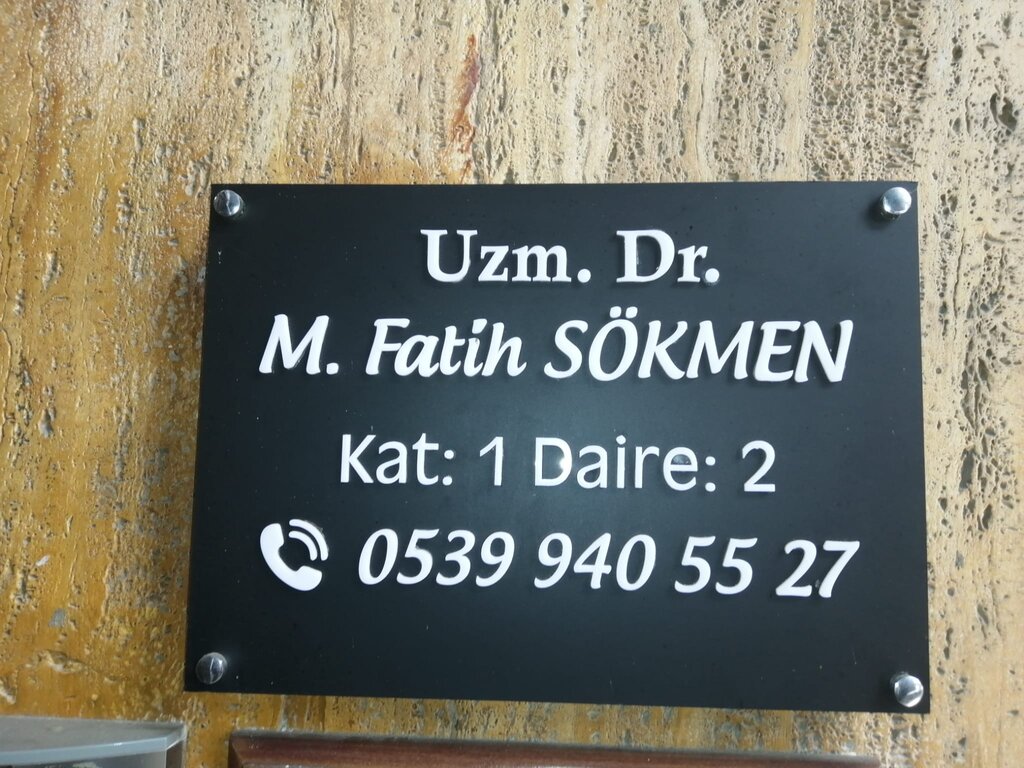 Uzm. Dr.
M. Fatih SÖKMEN
Kat: 1 Daire: 2
0539 940 55 27